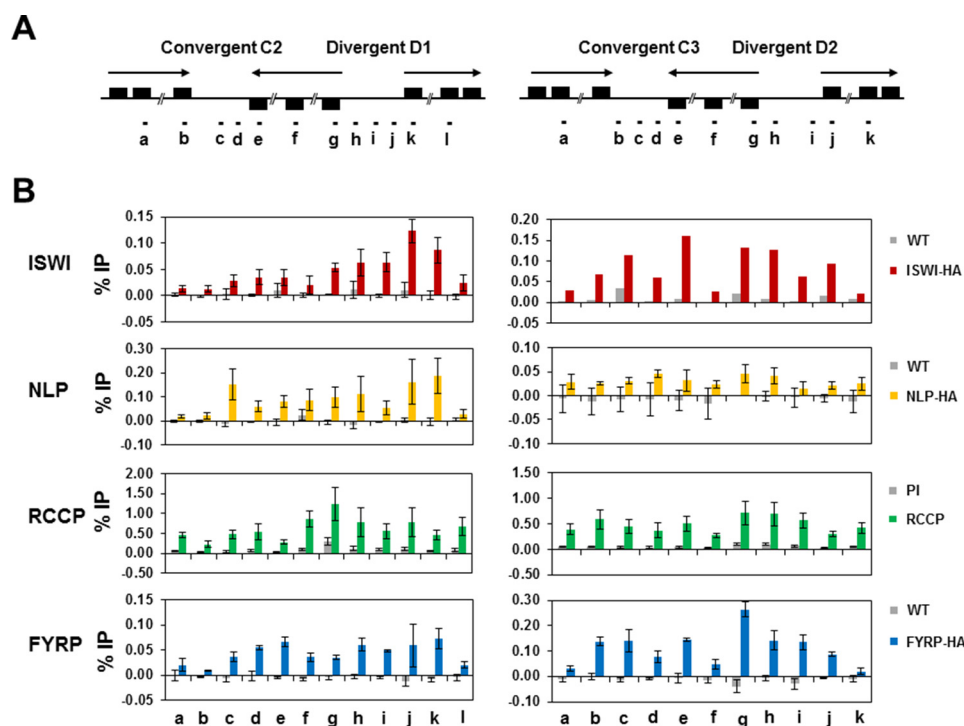 A
Convergent C2 Divergent D1 Convergent C3 Divergent D2
a b c d e f g h i j k l a b c d e f g h i j k
B
ISWI
% IP
0.15
0.10
0.05
0.00
-0.05
0.20
0.15
0.10
0.05
0.00
-0.05
WT
ISWI-HA
NLP
% IP
0.30
0.20
0.10
0.00
-0.10
0.10
0.05
0.00
-0.05
-0.10
WT
NLP-HA
RCCP
% IP
2.00
1.50
1.00
0.50
0.00
-0.50
1.50
1.00
0.50
0.00
-0.50
PI
RCCP
FYRP
% IP
0.15
0.10
0.05
0.00
-0.05
0.30
0.20
0.10
0.00
-0.10
WT
FYRP-HA
a b c d e f g h i j k l a b c d e f g h i j k